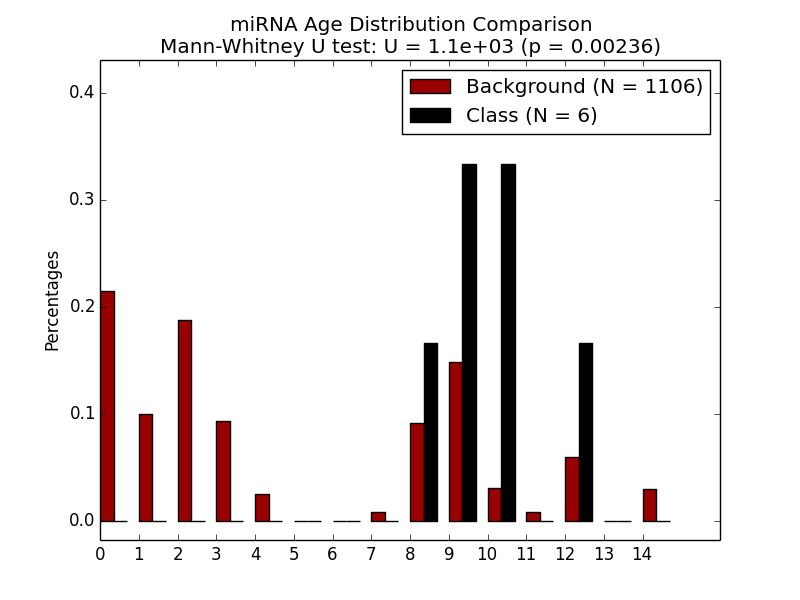 miRNA Age Distribution Comparison
Mann-Whitney U test: U = 1.1e+03 (p = 0.00236)
Background (N = 1106)
Class (N = 6)
Percentages
0.4
0.3
0.2
0.1
0.0
0 1 2 3 4 5 6 7 8 9 10 11 12 13 14